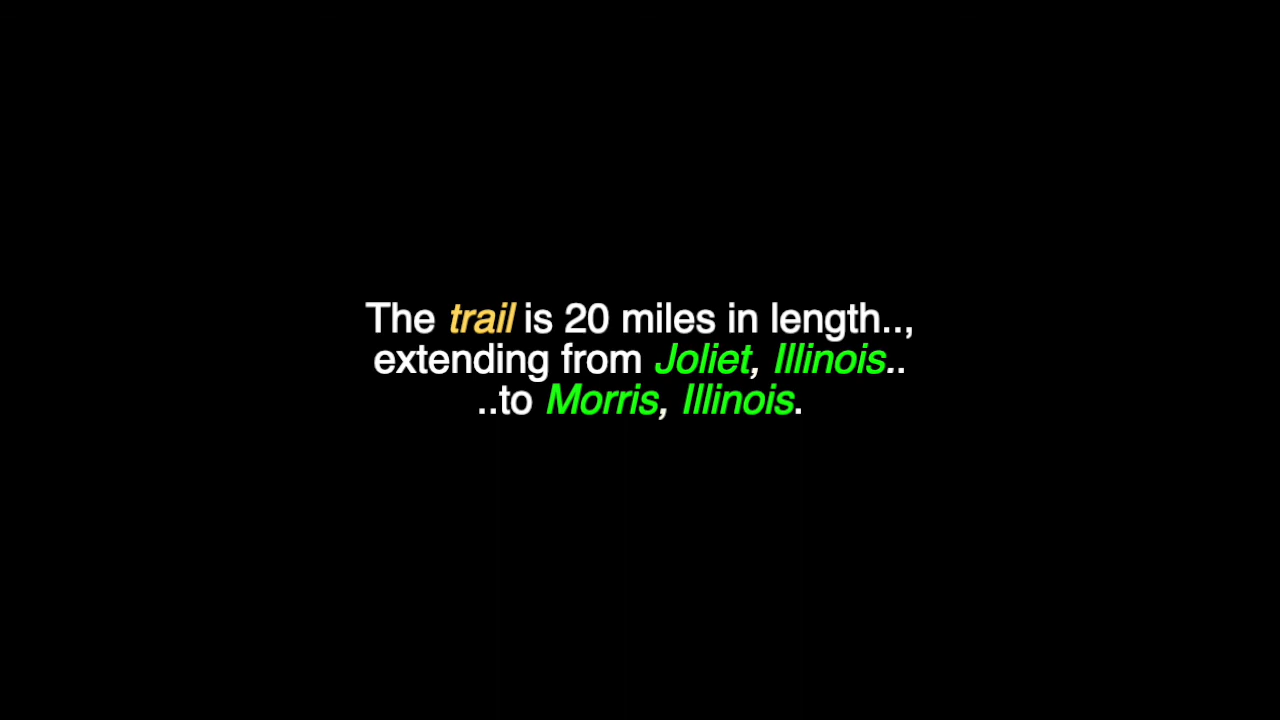 The trail is 20 miles in length..,
extending from Joliet, Illinois..
..to Morris, Illinois.